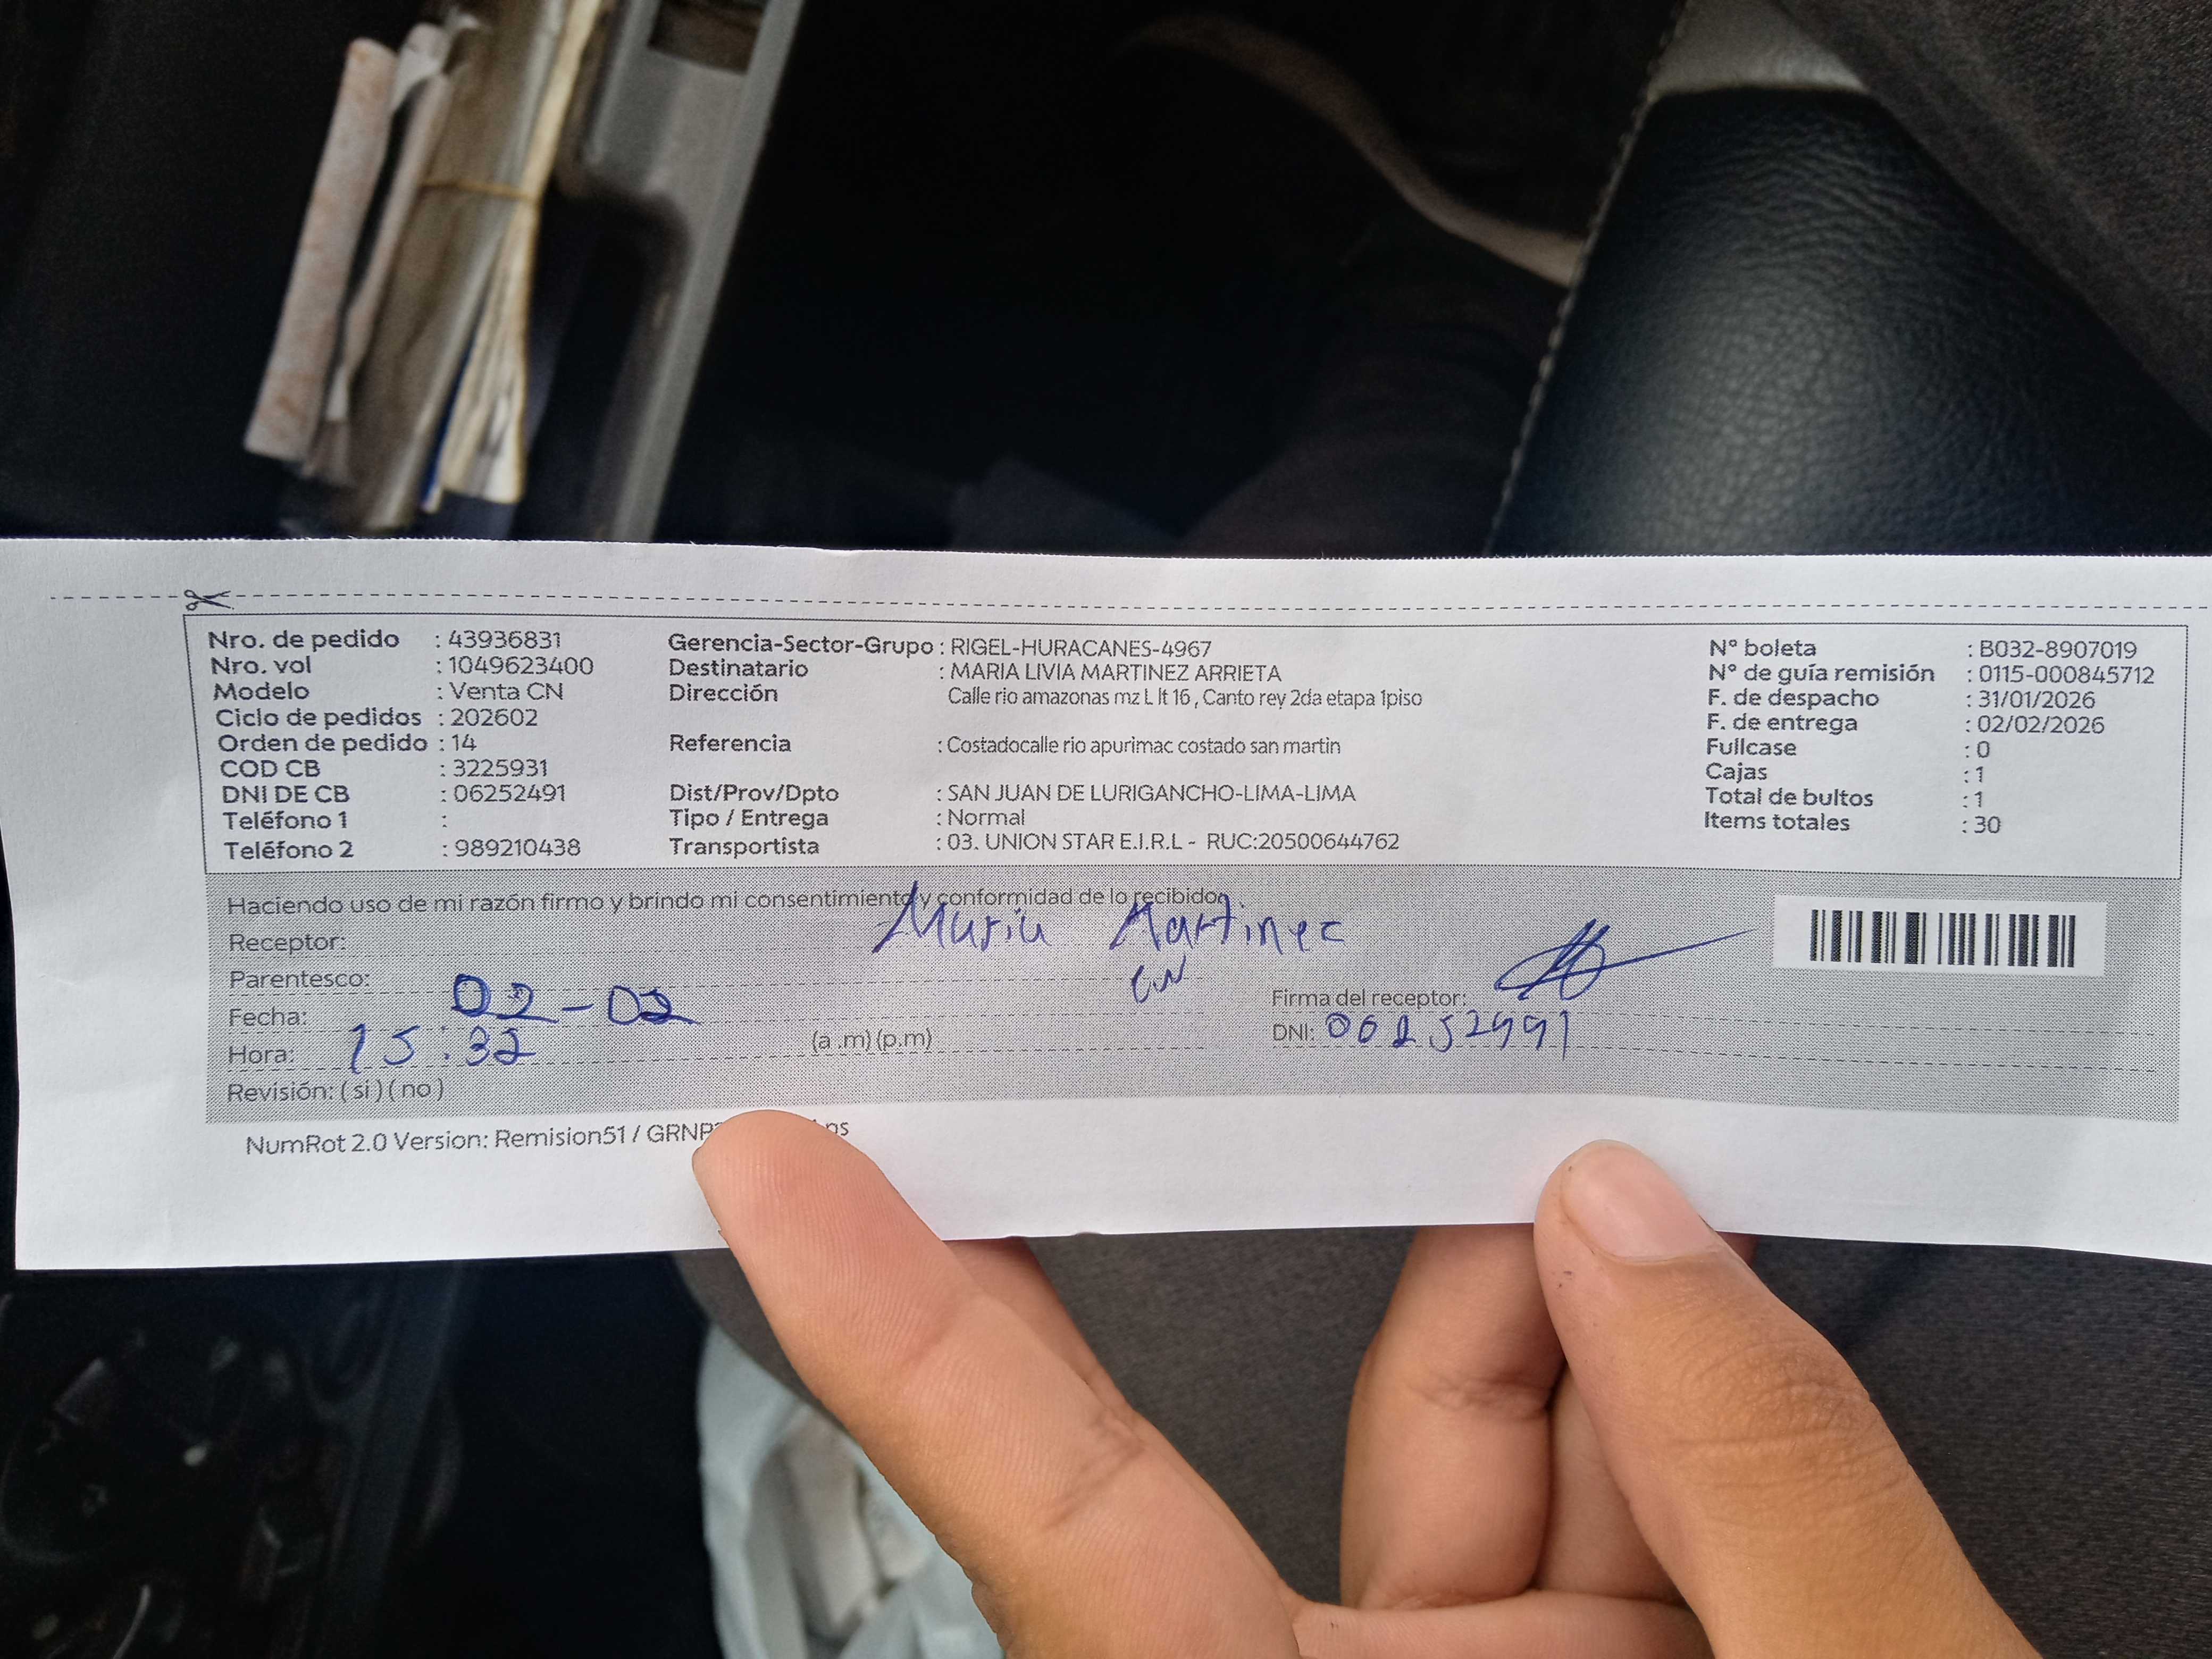 Nro. de pedido : 43936831
Nro. vol : 1049623400
Modelo : Venta CN
Ciclo de pedidos : 202602
Orden de pedido : 14
COD CB : 3225931
DNI DE CB : 06252491
Teléfono 1 :
Teléfono 2 : 989210438
Gerencia-Sector-Grupo : RIGEL-HURACANES-4967
Destinatario : MARIA LIVIA MARTINEZ ARRIETA
Dirección Calle rio amazonas mz L lt 16 , Canto rey 2da etapa 1piso
Referencia : Costadocalle rio apurimac costado san martin
Dist/Prov/Dpto : SAN JUAN DE LURIGANCHO-LIMA-LIMA
Tipo / Entrega : Normal
Transportista : 03. UNION STAR E.I.R.L - RUC:20500644762
N° boleta : B032-8907019
N° de guía remisión : 0115-000845712
F. de despacho : 31/01/2026
F. de entrega : 02/02/2026
Fullcase : 0
Cajas : 1
Total de bultos : 1
Items totales : 30
Haciendo uso de mi razón firmo y brindo mi consentimiento y conformidad de lo recibido.
Receptor: Maria Martinez
Parentesco:
Fecha: 02-02
Hora: 15:32 (a .m) (p.m)
Revisión: ( si ) ( no )
Firma del receptor:
DNI: 06252491
NumRot 2.0 Version: Remision51 /